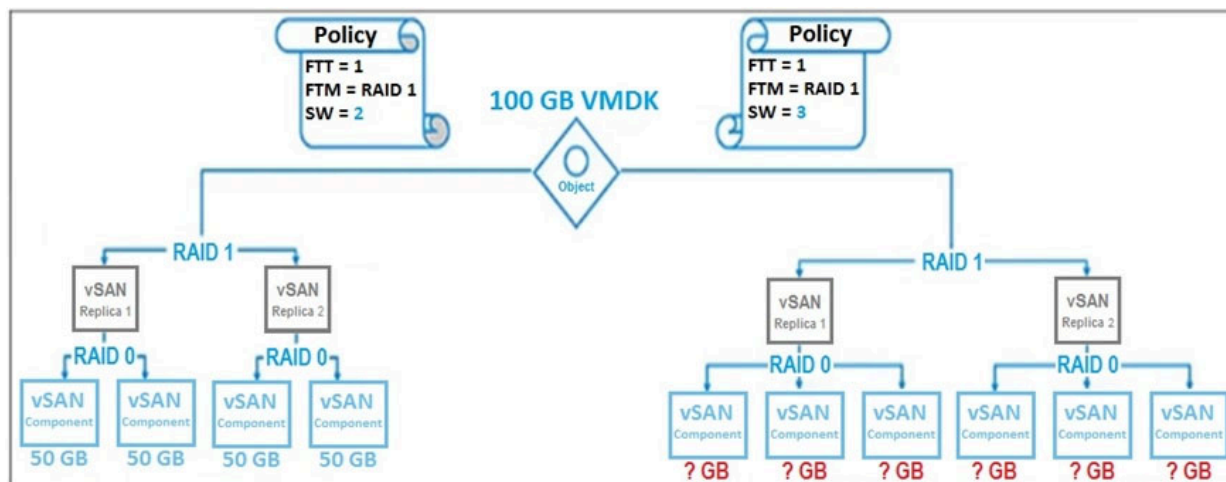 Policy
FTT = 1
FTM = RAID 1
SW = 2
Policy
FTT = 1
FTM = RAID 1
SW = 3
100 GB VMDK
Object
RAID 1
vSAN
Replica 1
vSAN
Replica 2
RAID 0
RAID 0
vSAN
Component
vSAN
Component
vSAN
Component
vSAN
Component
50 GB
50 GB
50 GB
50 GB
RAID 1
vSAN
Replica 1
vSAN
Replica 2
RAID 0
RAID 0
vSAN
Component
vSAN
Component
vSAN
Component
vSAN
Component
vSAN
Component
vSAN
Component
? GB
? GB
? GB
? GB
? GB
? GB